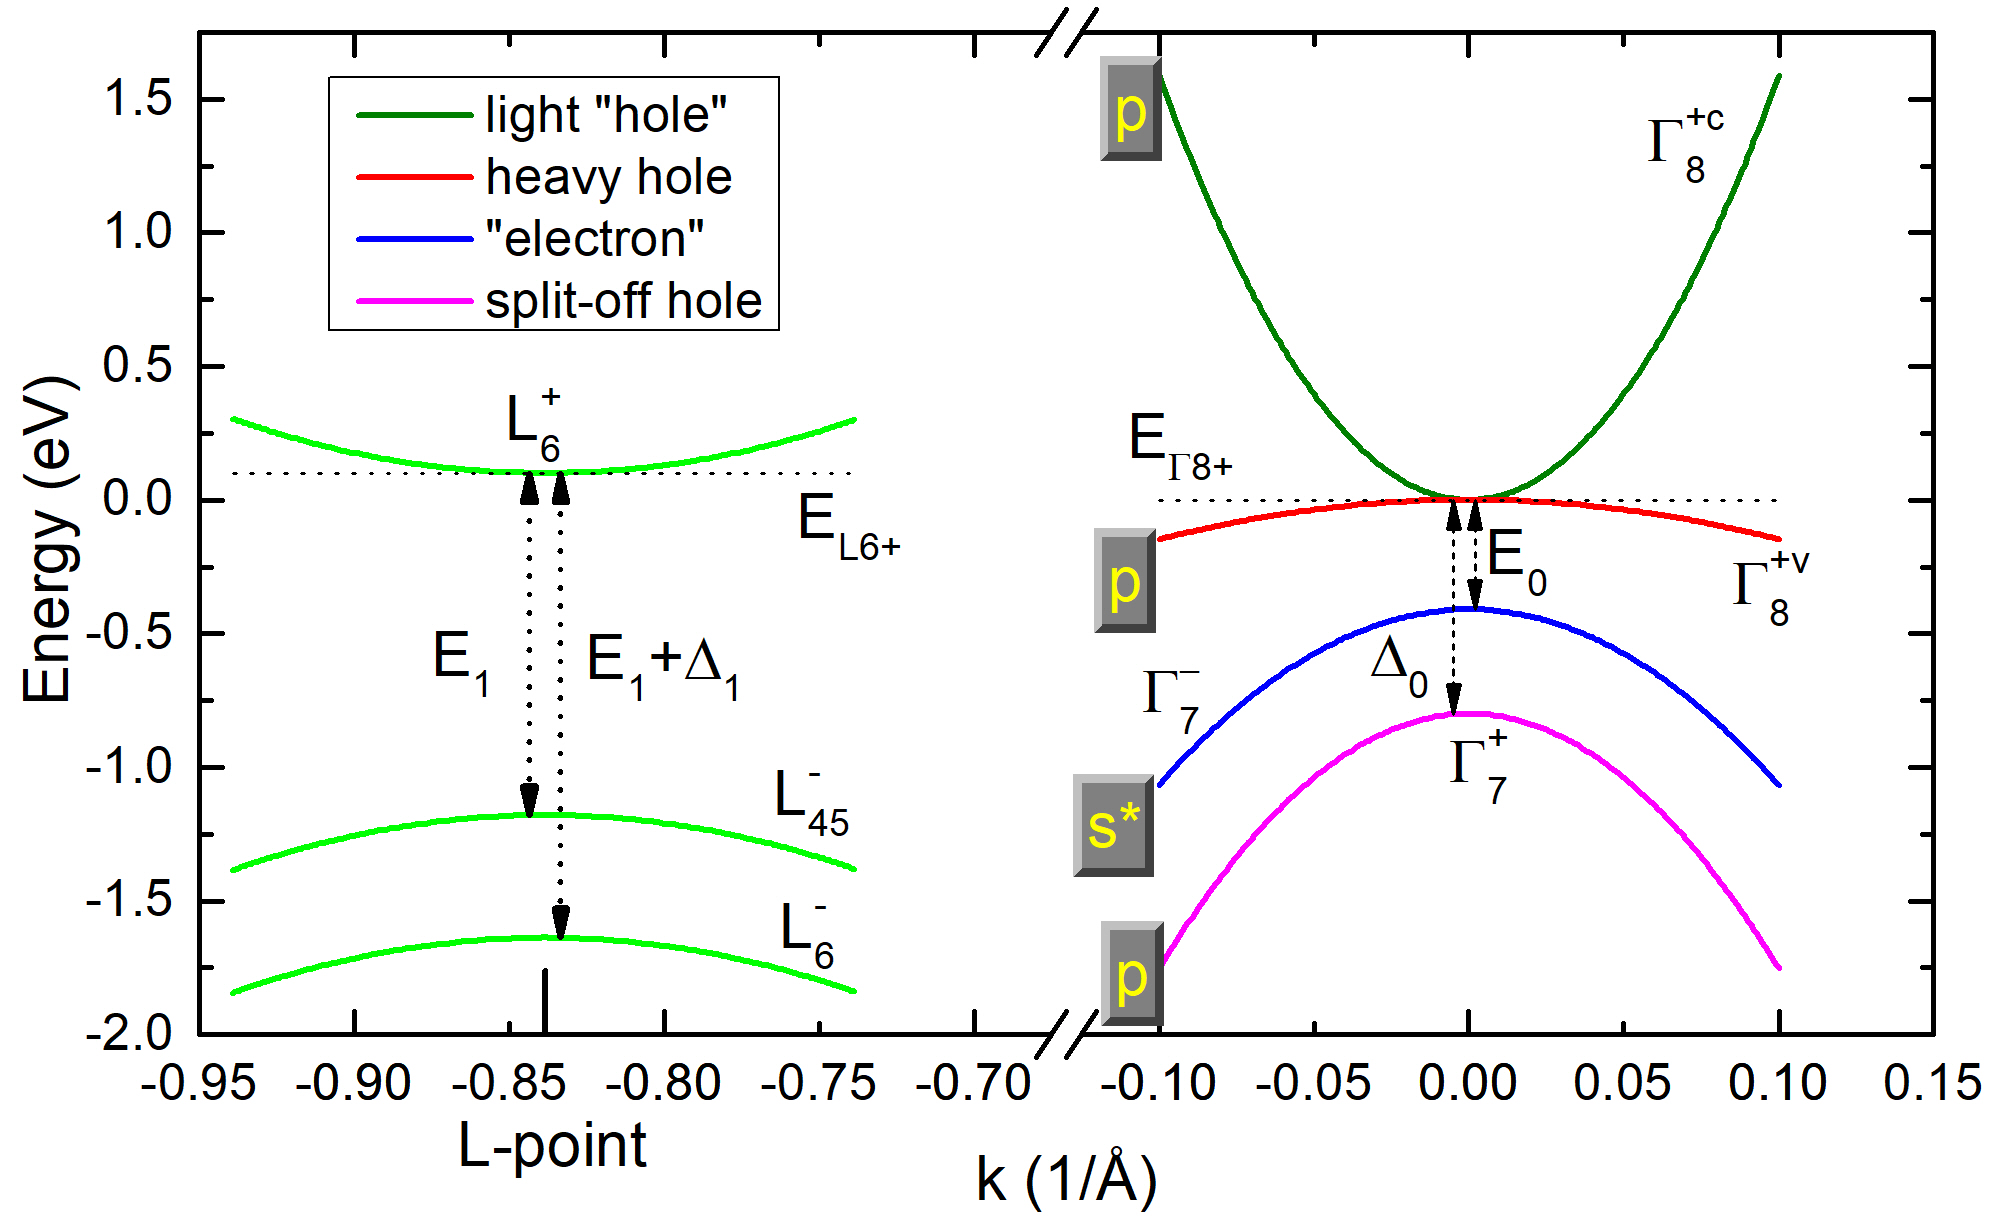 Energy (eV)
1.5
1.0
0.5
0.0
-0.5
-1.0
-1.5
-2.0
light "hole"
heavy hole
"electron"
split-off hole
L₆⁺
E_L6+
E₁
E₁+Δ₁
L₄₅⁻
L₆⁻
p
Γ₈⁺ᶜ
E_Γ8+
p
E₀
Γ₈⁺ᵛ
Γ₇⁻
Δ₀
Γ₇⁺
s*
p
-0.95 -0.90 -0.85 -0.80 -0.75 -0.70 -0.10 -0.05 0.00 0.05 0.10 0.15
L-point
k (1/Å)